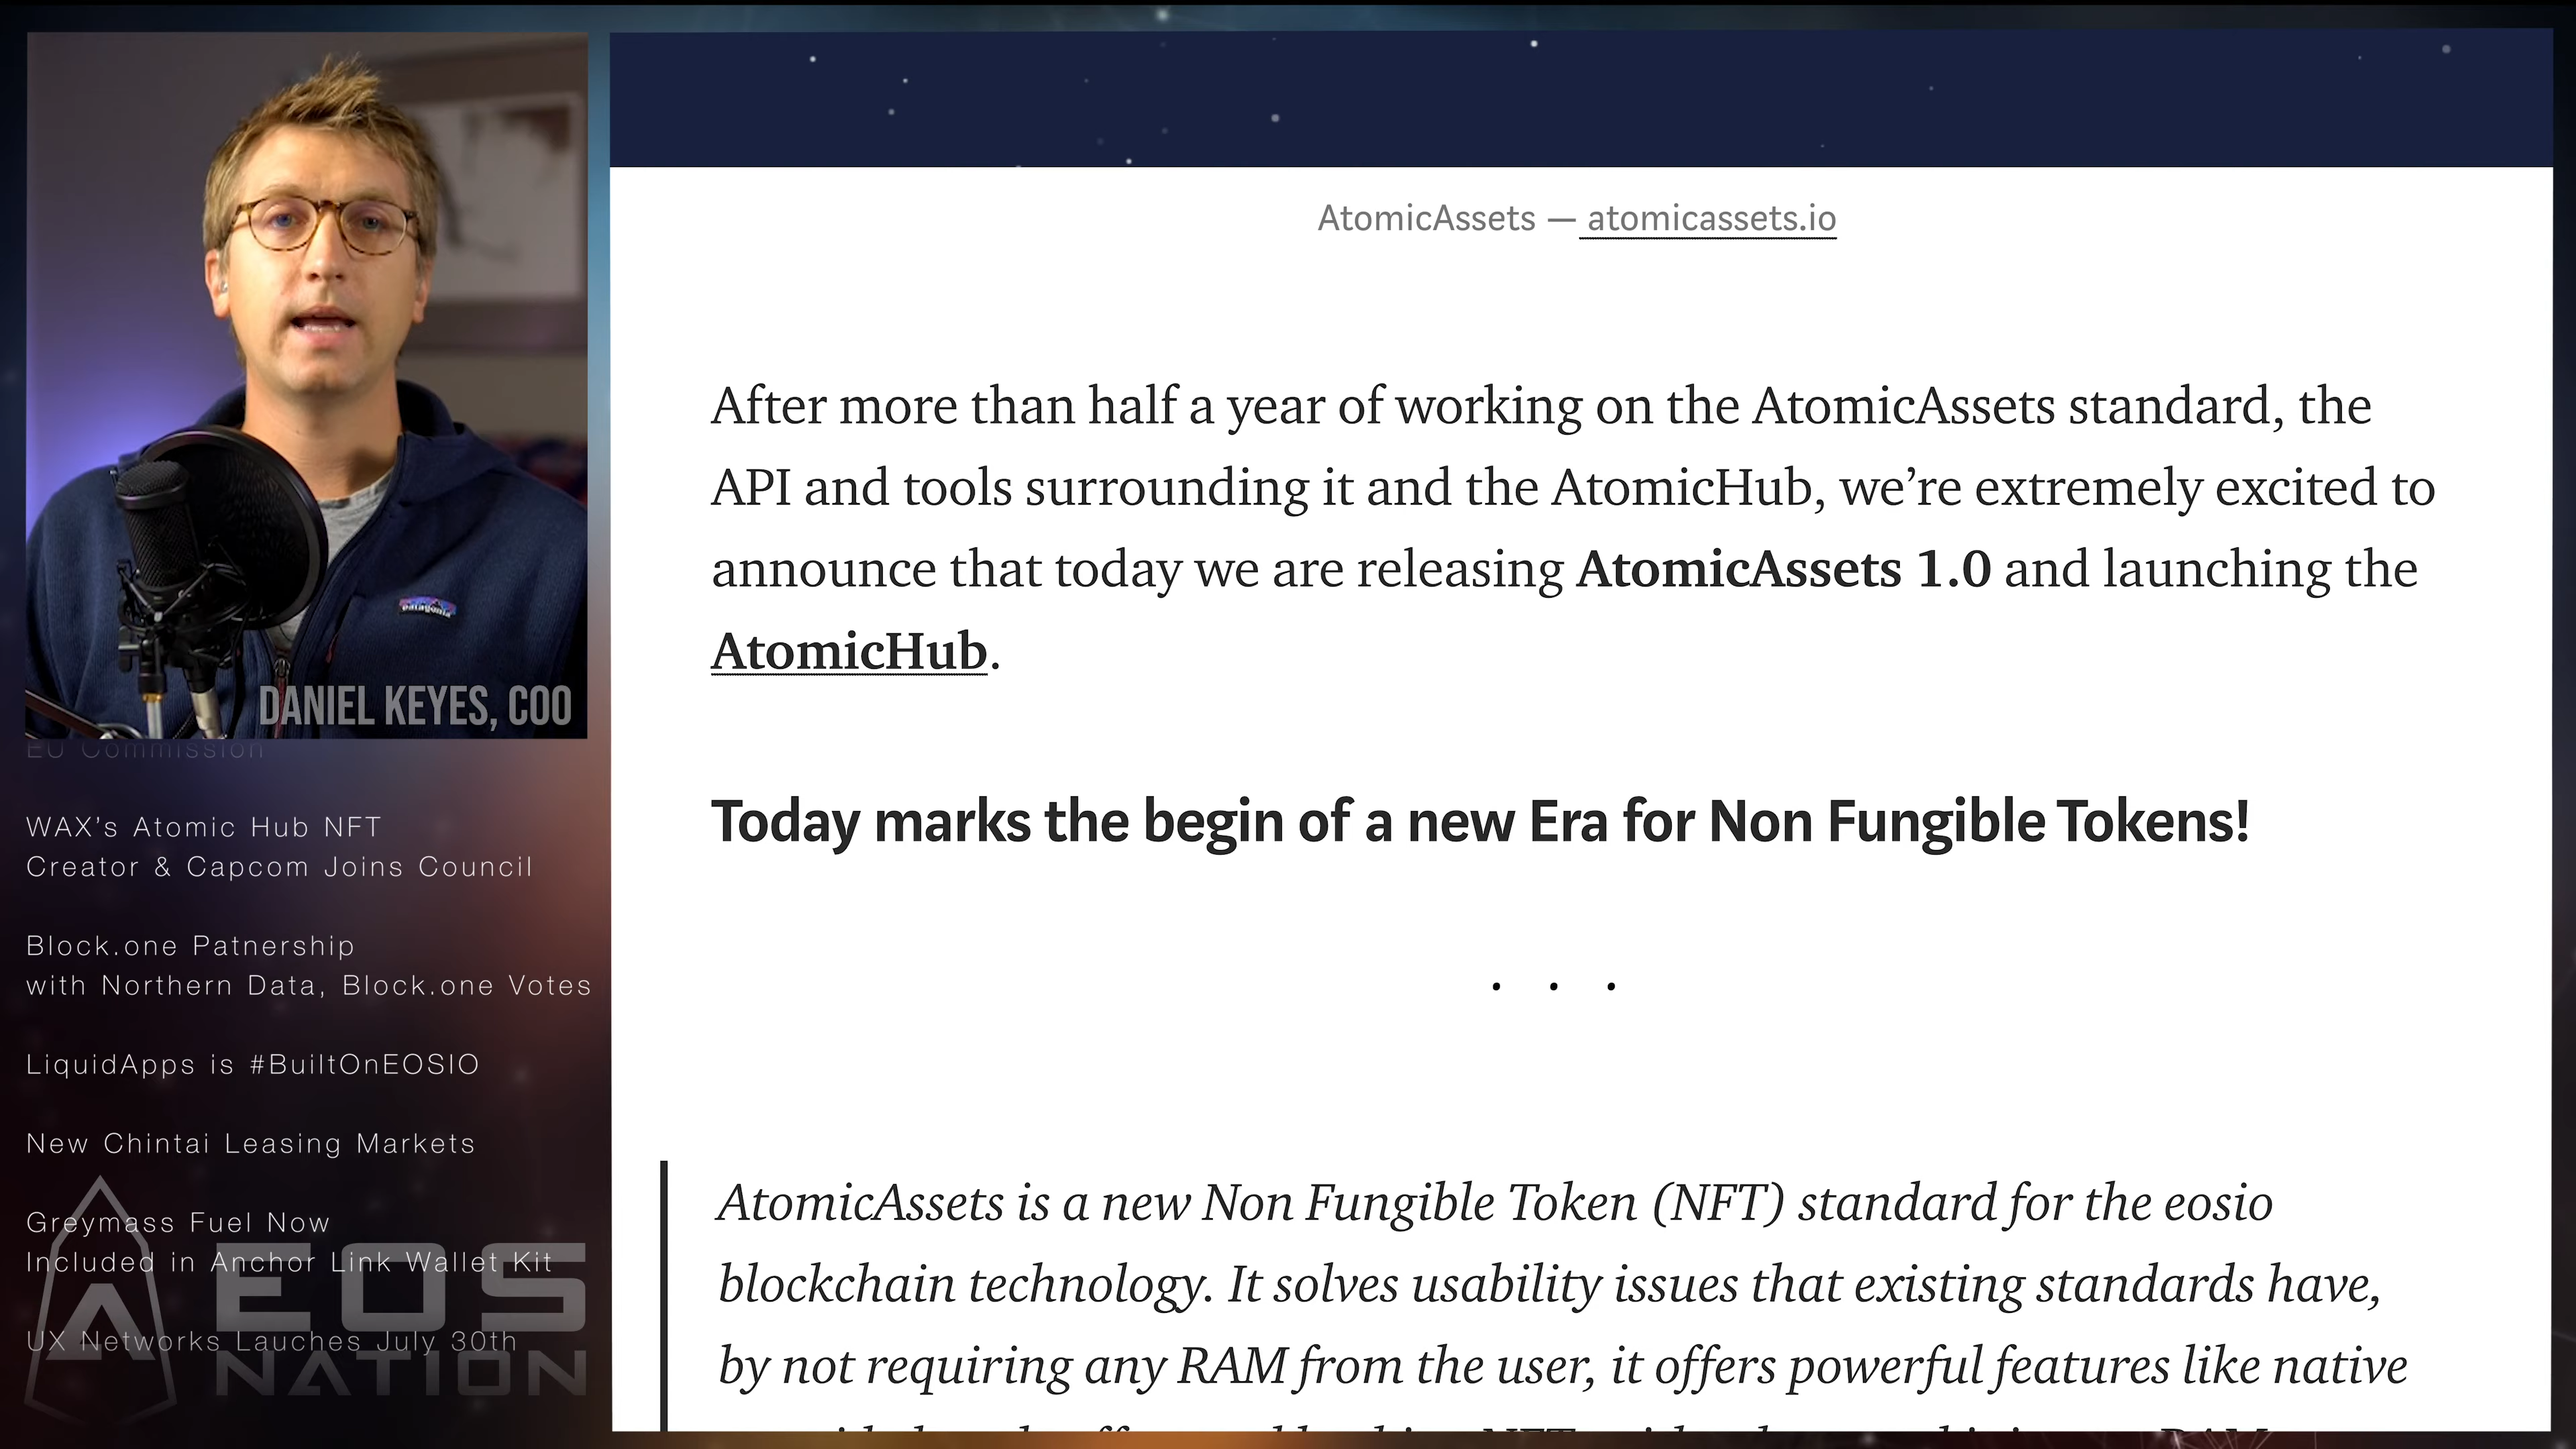 patagonia
DANIEL KEYES, COO
EU Commission
WAX's Atomic Hub NFT
Creator & Capcom Joins Council
Block.one Patnership
with Northern Data, Block.one Votes
LiquidApps is #BuiltOnEOSIO
New Chintai Leasing Markets
Greymass Fuel Now
Included in Anchor Link Wallet Kit
UX Networks Lauches July 30th
EOS
NATION
AtomicAssets — atomicassets.io
After more than half a year of working on the AtomicAssets standard, the
API and tools surrounding it and the AtomicHub, we’re extremely excited to
announce that today we are releasing AtomicAssets 1.0 and launching the
AtomicHub.
Today marks the begin of a new Era for Non Fungible Tokens!
. . .
AtomicAssets is a new Non Fungible Token (NFT) standard for the eosio
blockchain technology. It solves usability issues that existing standards have,
by not requiring any RAM from the user, it offers powerful features like native